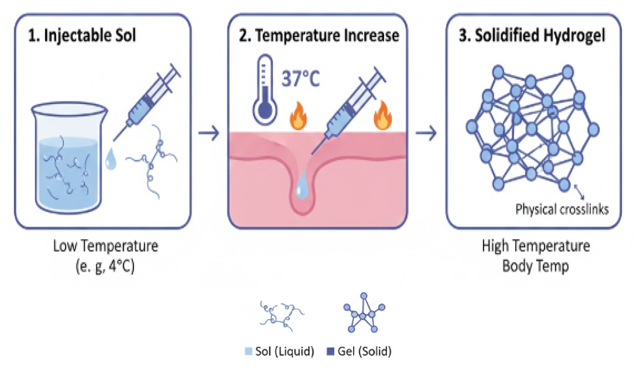 1. Injectable Sol
2. Temperature Increase
3. Solidified Hydrogel
37°C
Physical crosslinks
Low Temperature
(e. g, 4°C)
High Temperature
Body Temp
Sol (Liquid)
Gel (Solid)